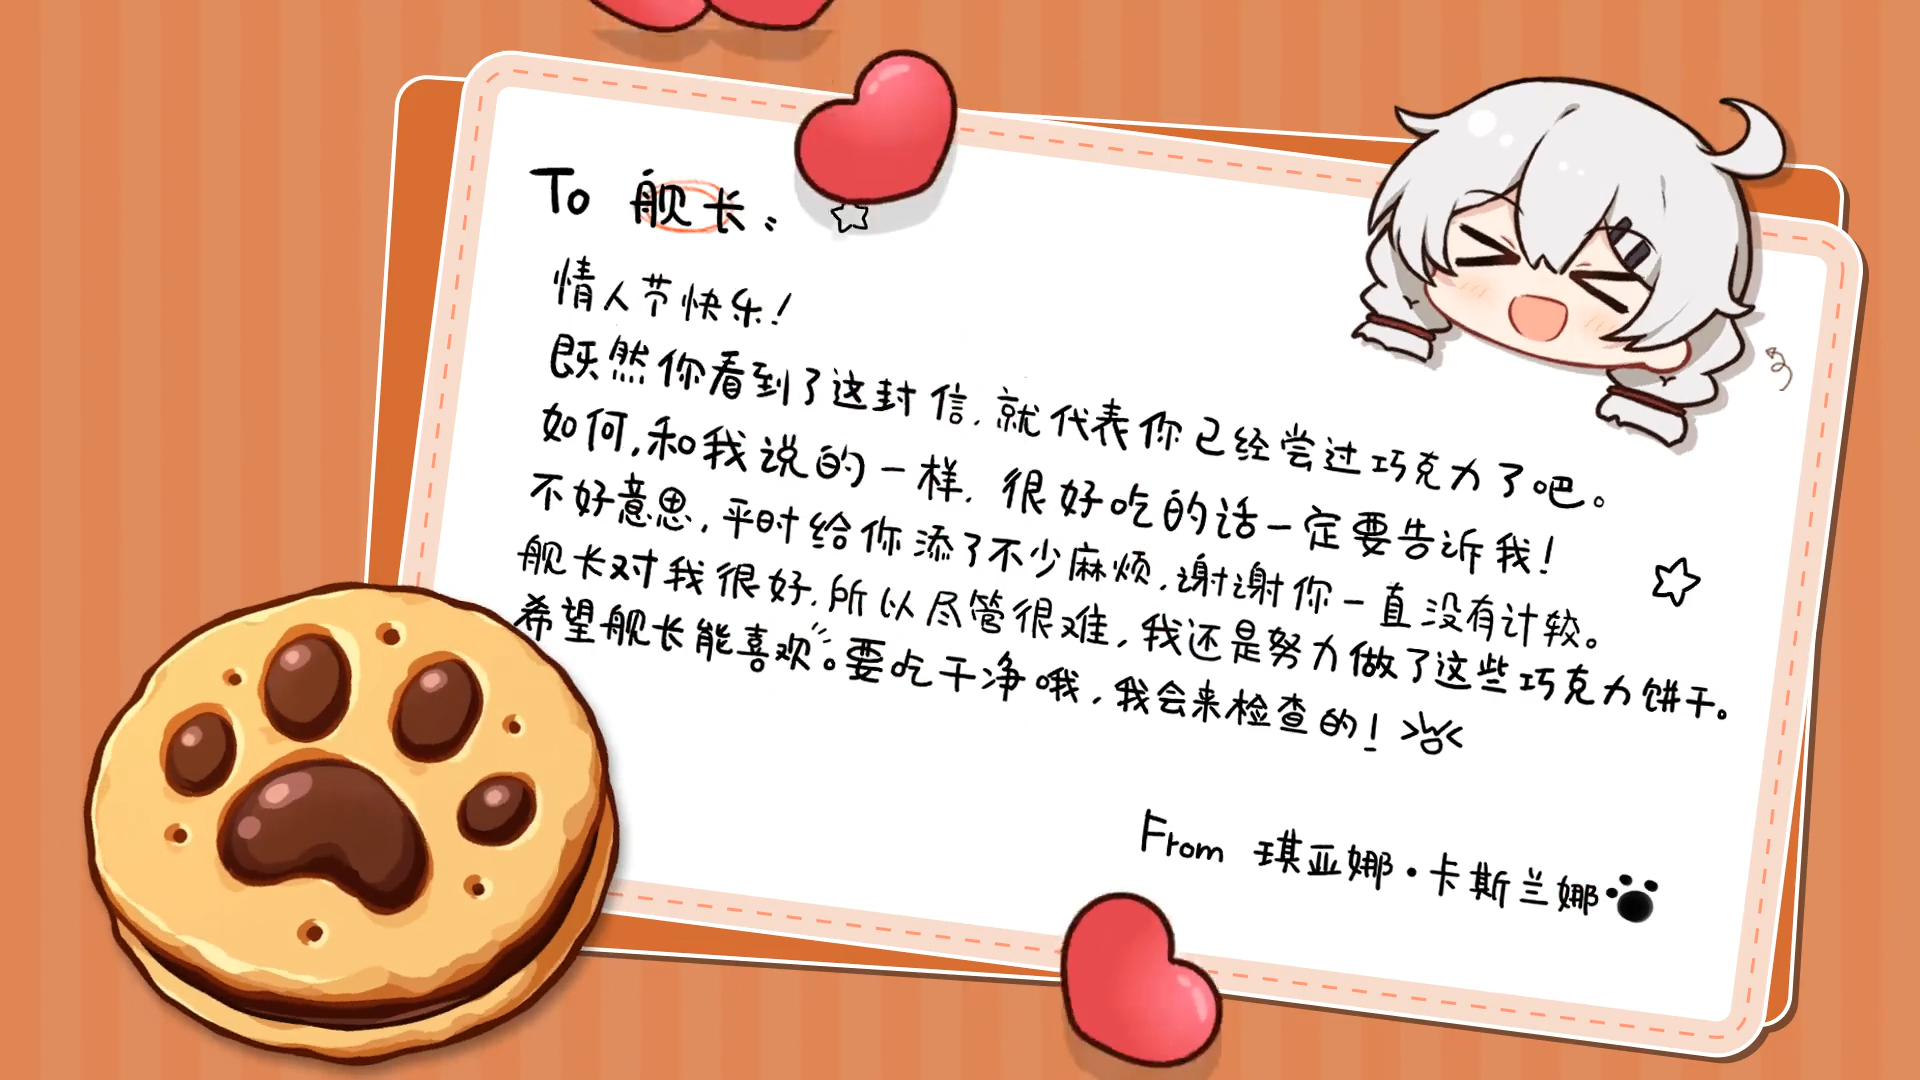 To 舰长：
情人节快乐！
既然你看到了这封信，就代表你已经尝过巧克力了吧。
如何，和我说的一样，很好吃的话一定要告诉我！
不好意思，平时给你添了不少麻烦，谢谢你一直没有计较。
舰长对我很好，所以尽管很难，我还是努力做了这些巧克力饼干。
希望舰长能喜欢。要吃干净哦，我会来检查的！
From 琪亚娜·卡斯兰娜